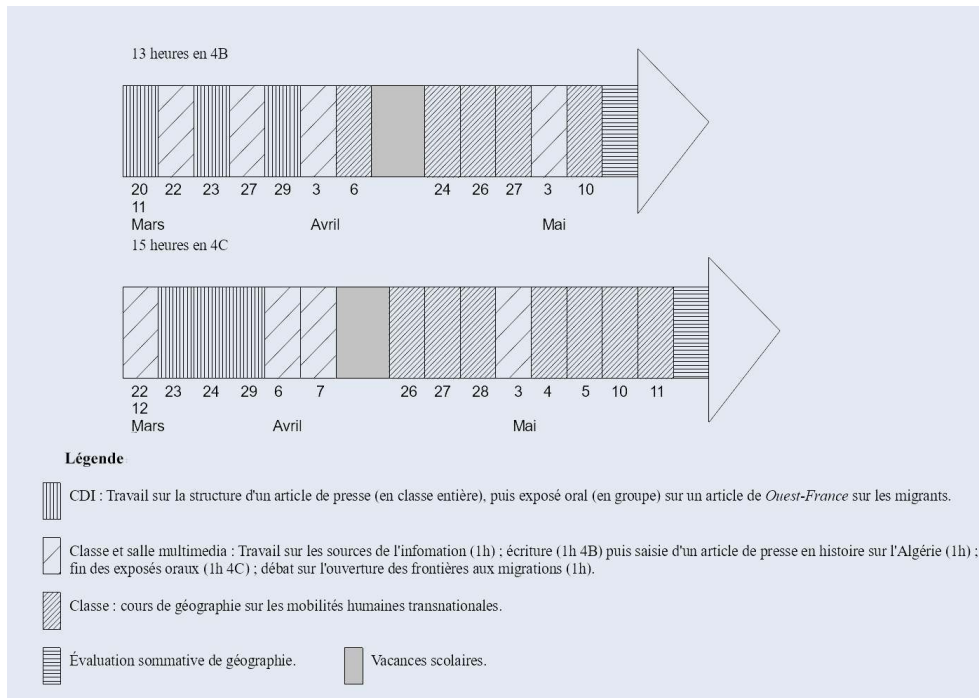 13 heures en 4B
20 22 23 27 29 3 6 24 26 27 3 10
11
Mars Avril Mai
15 heures en 4C
22 23 24 29 6 7 26 27 28 3 4 5 10 11
12
Mars Avril Mai
Légende
CDI : Travail sur la structure d'un article de presse (en classe entière), puis exposé oral (en groupe) sur un article de Ouest-France sur les migrants.
Classe et salle multimedia : Travail sur les sources de l'infomation (1h) ; écriture (1h 4B) puis saisie d'un article de presse en histoire sur l'Algérie (1h) ;
fin des exposés oraux (1h 4C) ; débat sur l'ouverture des frontières aux migrations (1h).
Classe : cours de géographie sur les mobilités humaines transnationales.
Évaluation sommative de géographie. Vacances scolaires.